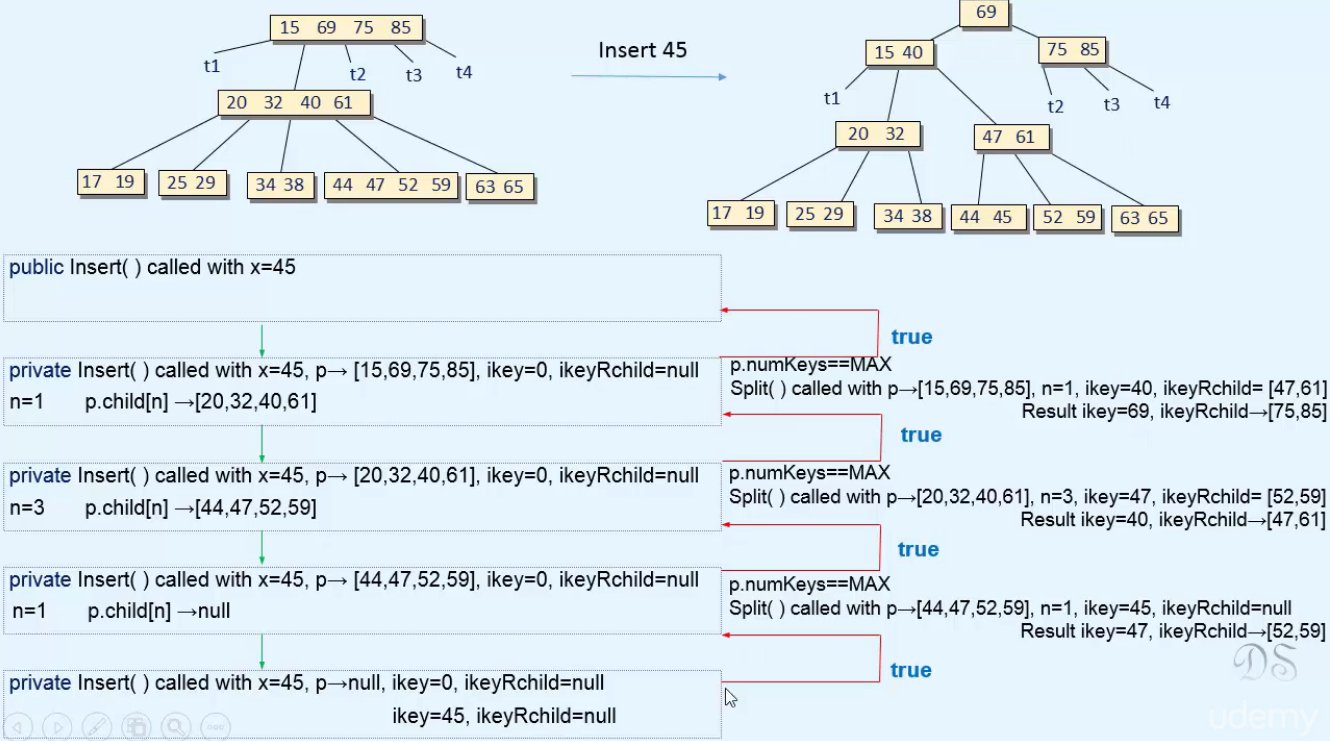 15 69 75 85
t1 t2 t3 t4
20 32 40 61
17 19 25 29 34 38 44 47 52 59 63 65
Insert 45
69
15 40 75 85
t1 t2 t3 t4
20 32 47 61
17 19 25 29 34 38 44 45 52 59 63 65
public Insert( ) called with x=45
true
private Insert( ) called with x=45, p→ [15,69,75,85], ikey=0, ikeyRchild=null
n=1 p.child[n] →[20,32,40,61]
p.numKeys==MAX
Split( ) called with p→[15,69,75,85], n=1, ikey=40, ikeyRchild= [47,61]
Result ikey=69, ikeyRchild→[75,85]
true
private Insert( ) called with x=45, p→ [20,32,40,61], ikey=0, ikeyRchild=null
n=3 p.child[n] →[44,47,52,59]
p.numKeys==MAX
Split( ) called with p→[20,32,40,61], n=3, ikey=47, ikeyRchild= [52,59]
Result ikey=40, ikeyRchild→[47,61]
true
private Insert( ) called with x=45, p→ [44,47,52,59], ikey=0, ikeyRchild=null
n=1 p.child[n] →null
p.numKeys==MAX
Split( ) called with p→[44,47,52,59], n=1, ikey=45, ikeyRchild=null
Result ikey=47, ikeyRchild→[52,59]
true
private Insert( ) called with x=45, p→null, ikey=0, ikeyRchild=null
ikey=45, ikeyRchild=null
DS
udemy